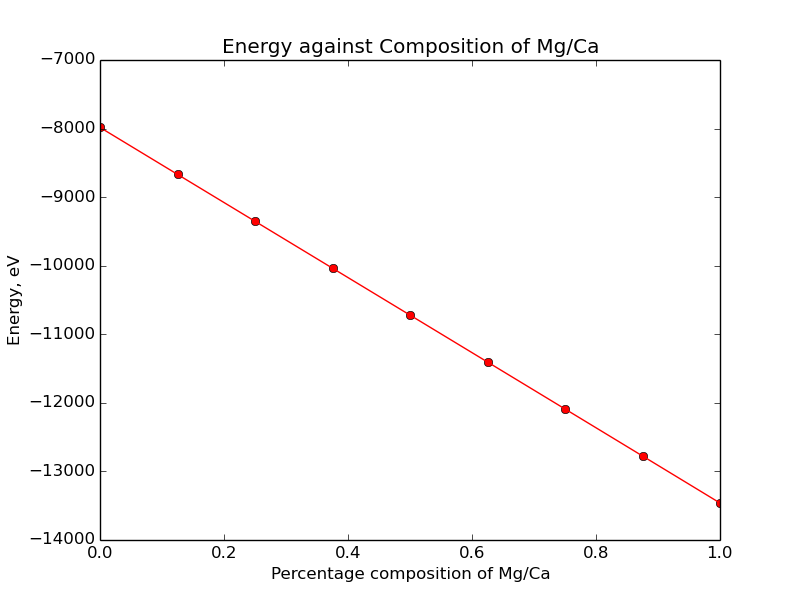 Energy against Composition of Mg/Ca
−7000
−8000
−9000
−10000
−11000
−12000
−13000
−14000
Energy, eV
0.0 0.2 0.4 0.6 0.8 1.0
Percentage composition of Mg/Ca